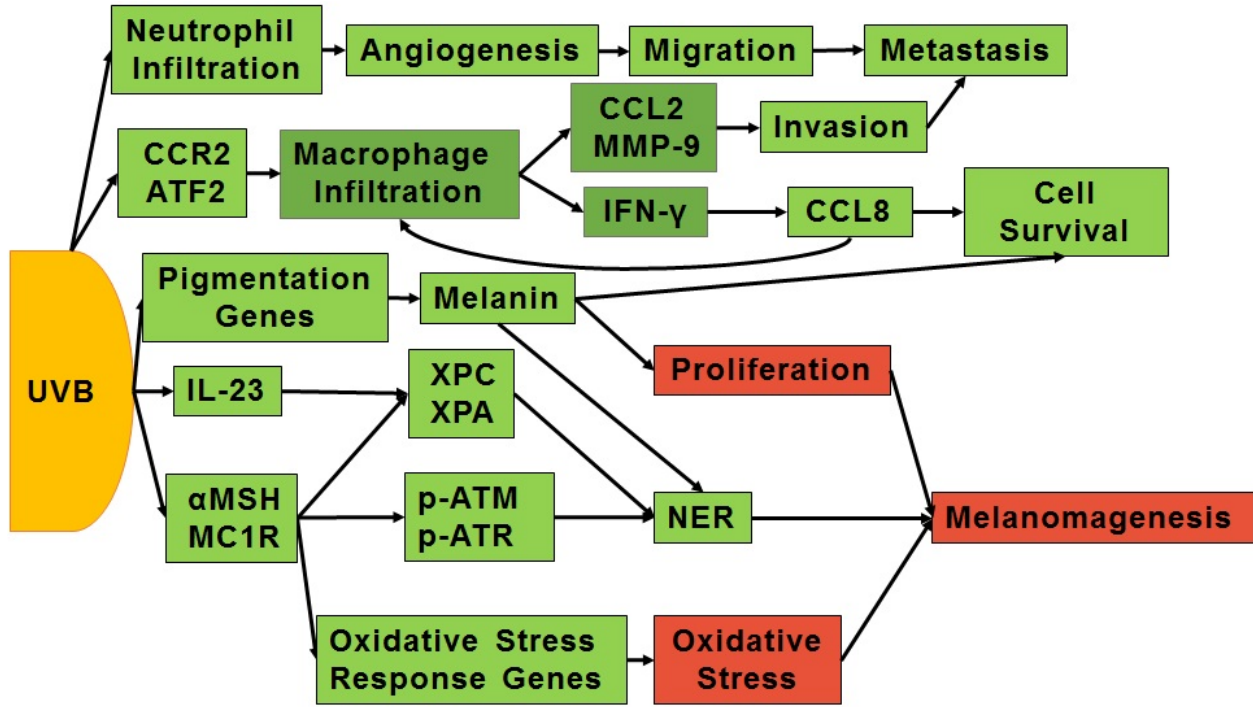 Neutrophil
Infiltration
Angiogenesis
Migration
Metastasis
CCR2
ATF2
Macrophage
Infiltration
CCL2
MMP-9
Invasion
IFN-γ
CCL8
Cell
Survival
UVB
Pigmentation
Genes
Melanin
Proliferation
IL-23
XPC
XPA
αMSH
MC1R
p-ATM
p-ATR
NER
Melanomagenesis
Oxidative Stress
Response Genes
Oxidative
Stress